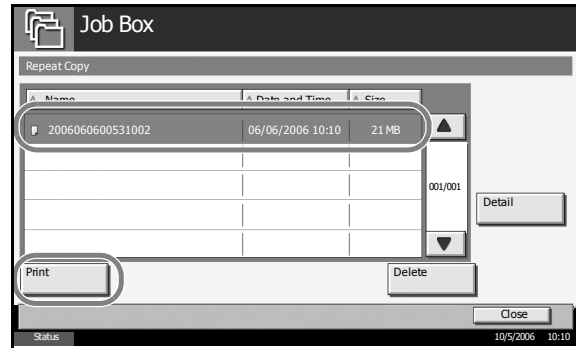 Job Box
Repeat Copy
Name Date and Time Size
2006060600531002 06/06/2006 10:10 21 MB
001/001
Detail
Print Delete
Close
Status 10/5/2006 10:10